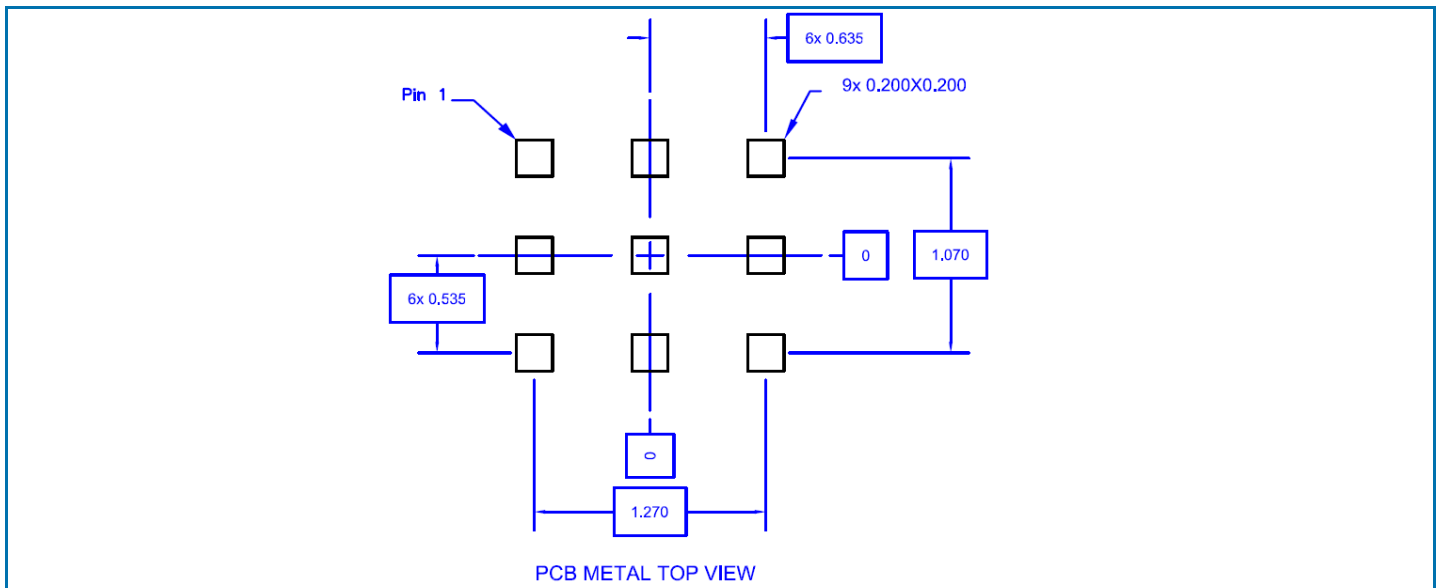 6x 0.635
9x 0.200X0.200
Pin 1
0
1.070
6x 0.535
0
1.270
PCB METAL TOP VIEW